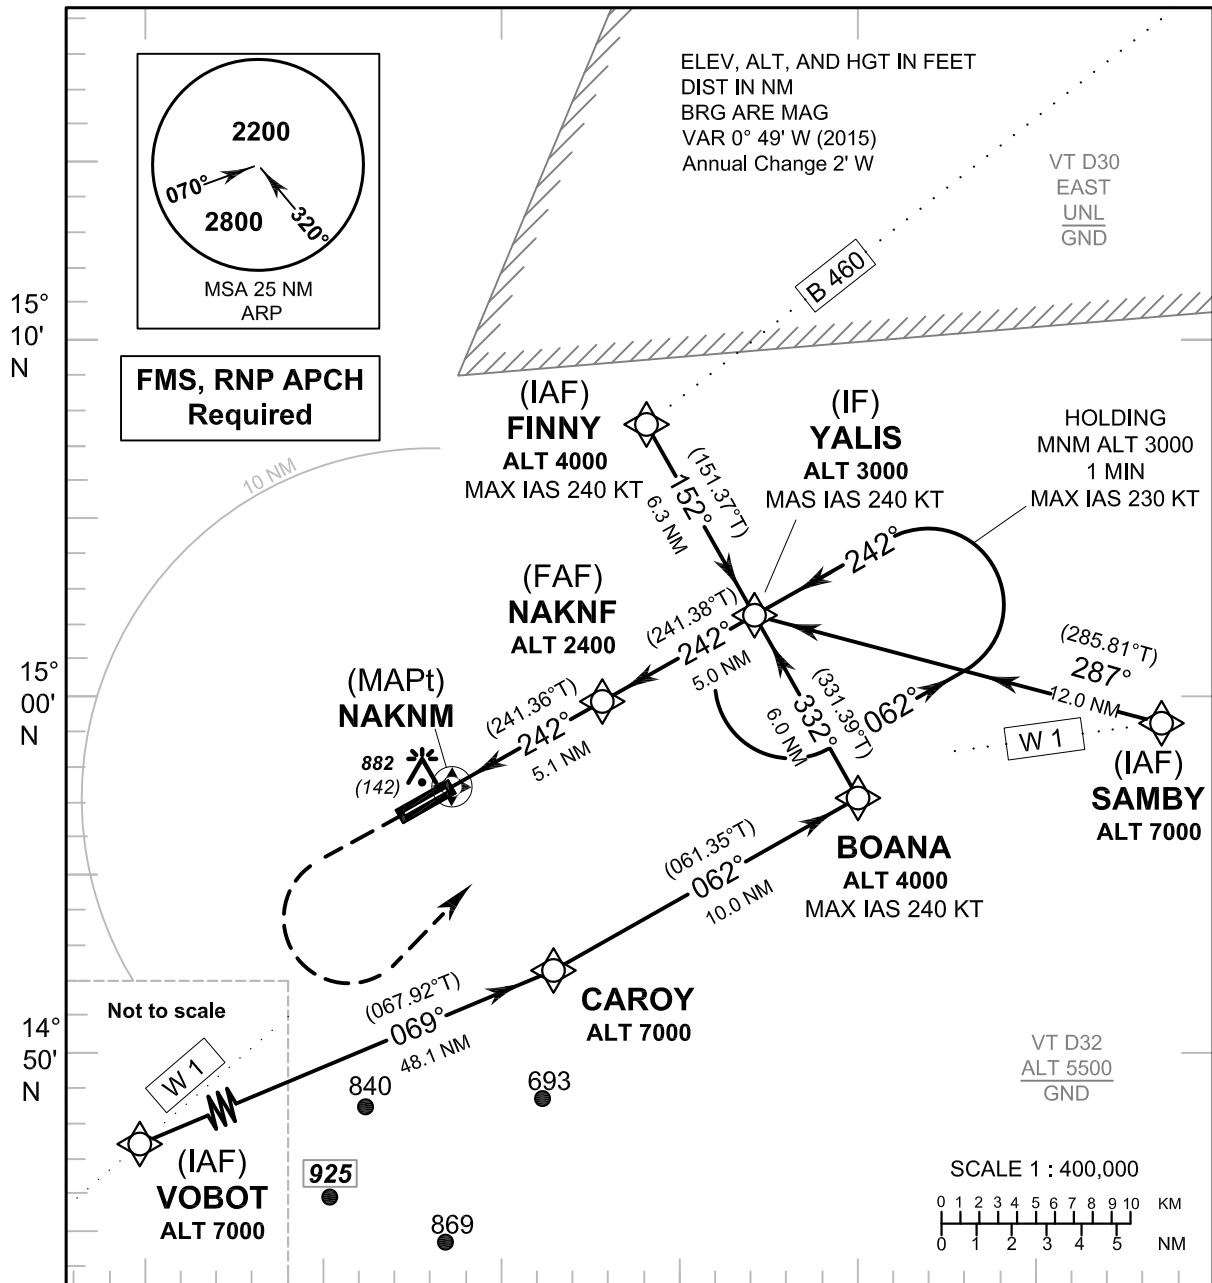 2200
070°
2800
320°
MSA 25 NM
ARP
FMS, RNP APCH
Required
ELEV, ALT, AND HGT IN FEET
DIST IN NM
BRG ARE MAG
VAR 0° 49' W (2015)
Annual Change 2' W
VT D30
EAST
UNL
GND
B 460
15°
10'
N
10 NM
(IAF)
FINNY
ALT 4000
MAX IAS 240 KT
(151.37°T)
152°
6.3 NM
(IF)
YALIS
ALT 3000
MAS IAS 240 KT
HOLDING
MNM ALT 3000
1 MIN
MAX IAS 230 KT
242°
(FAF)
NAKNF
ALT 2400
(241.38°T)
242°
5.0 NM
(285.81°T)
287°
12.0 NM
15°
00'
N
(MAPt)
NAKNM
(241.36°T)
242°
5.1 NM
882
(142)
(331.39°T)
332°
6.0 NM
062°
W 1
(IAF)
SAMBY
ALT 7000
BOANA
ALT 4000
MAX IAS 240 KT
(061.35°T)
062°
10.0 NM
CAROY
ALT 7000
(067.92°T)
069°
48.1 NM
Not to scale
W 1
14°
50'
N
(IAF)
VOBOT
ALT 7000
840
693
925
869
VT D32
ALT 5500
GND
SCALE 1 : 400,000
0 1 2 3 4 5 6 7 8 9 10 KM
0 1 2 3 4 5 NM